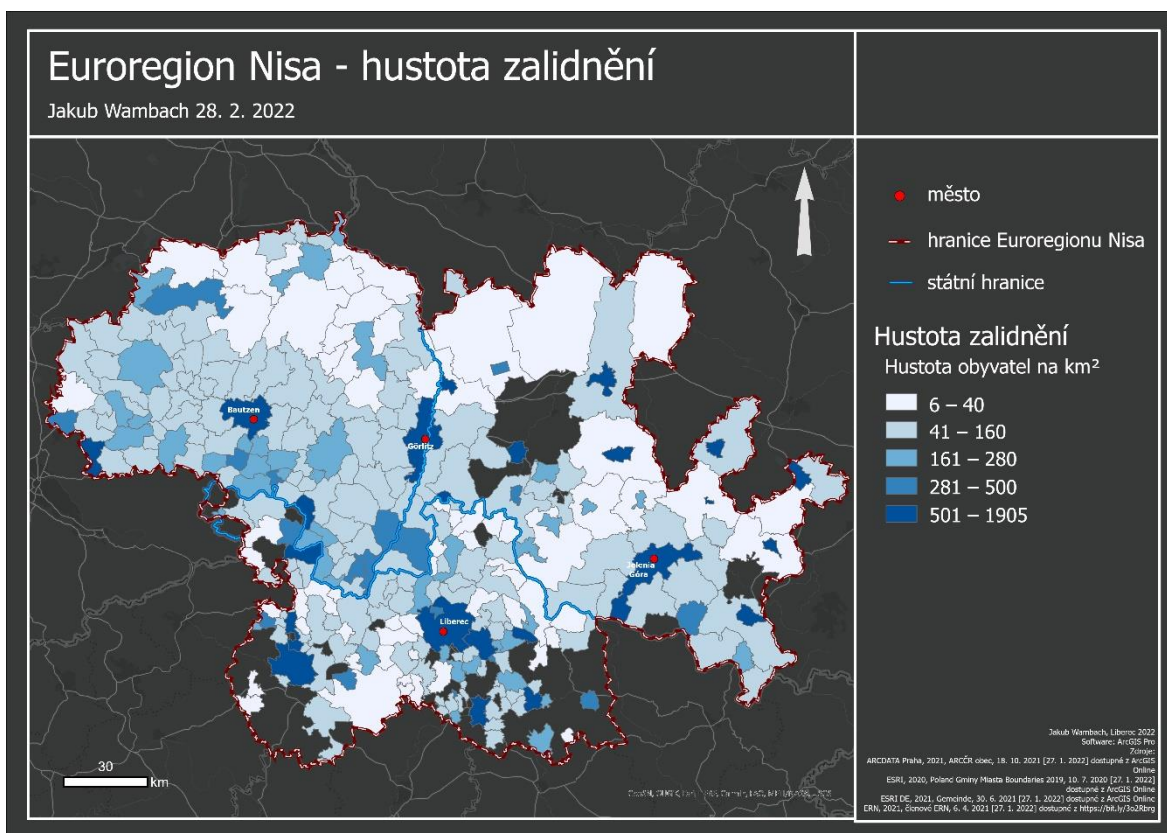 Euroregion Nisa - hustota zalidnění
Jakub Wambach 28. 2. 2022
město
hranice Euroregionu Nisa
státní hranice
Hustota zalidnění
Hustota obyvatel na km²
6 – 40
41 – 160
161 – 280
281 – 500
501 – 1905
Bautzen
Görlitz
Jelenia
Góra
Liberec
30
km
Jakub Wambach, Liberec 2022
Software: ArcGIS Pro
Zdroje:
ARCDATA Praha, 2021, ARCČR obec, 18. 10. 2021 [27. 1. 2022] dostupné z ArcGIS
Online
ESRI, 2020, Poland Gminy Miasta Boundaries 2019, 10. 7. 2020 [27. 1. 2022]
dostupné z ArcGIS Online
ESRI DE, 2021, Gemeinde, 30. 6. 2021 [27. 1. 2022] dostupné z ArcGIS Online
ERN, 2021, členové ERN, 6. 4. 2021 [27. 1. 2022] dostupné z https://bit.ly/3o2Rbrg